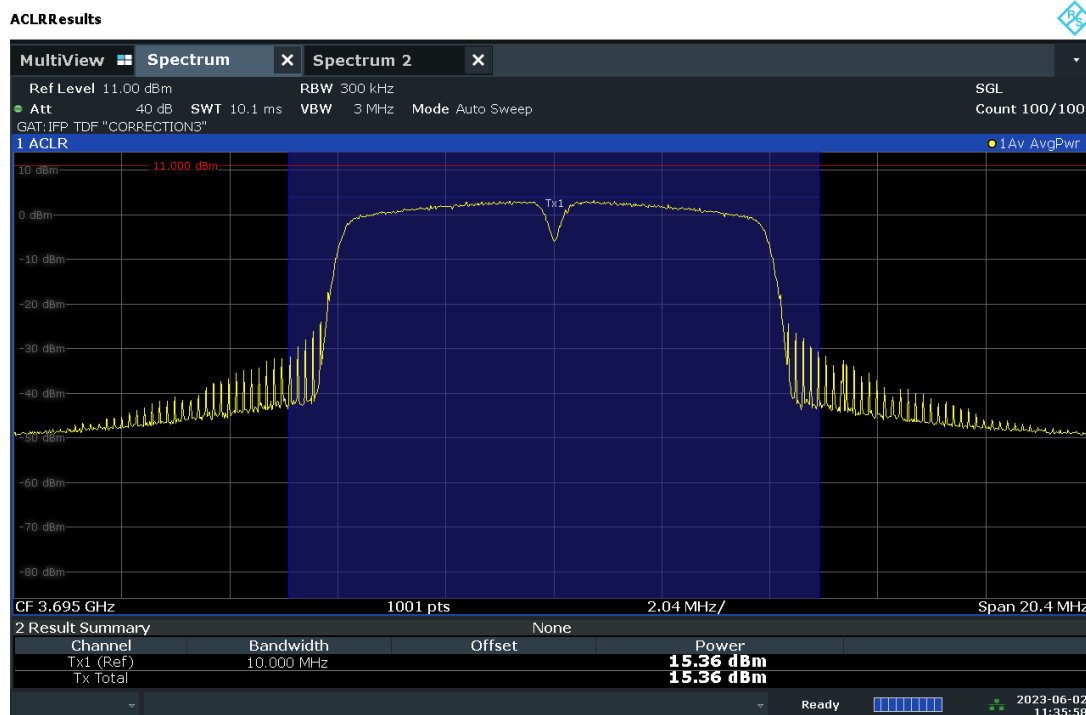 ACLRResults
R S
MultiView Spectrum × Spectrum 2 ×
Ref Level 11.00 dBm RBW 300 kHz SGL
Att 40 dB SWT 10.1 ms VBW 3 MHz Mode Auto Sweep Count 100/100
GAT:IFP TDF "CORRECTION3"
1 ACLR 1Av AvgPwr
10 dBm 11.000 dBm
Tx1
0 dBm
-10 dBm
-20 dBm
-30 dBm
-40 dBm
-50 dBm
-60 dBm
-70 dBm
-80 dBm
CF 3.695 GHz 1001 pts 2.04 MHz/ Span 20.4 MHz
2 Result Summary None
Channel Bandwidth Offset Power
Tx1 (Ref) 10.000 MHz 15.36 dBm
Tx Total 15.36 dBm
Ready 2023-06-02
11:35:58